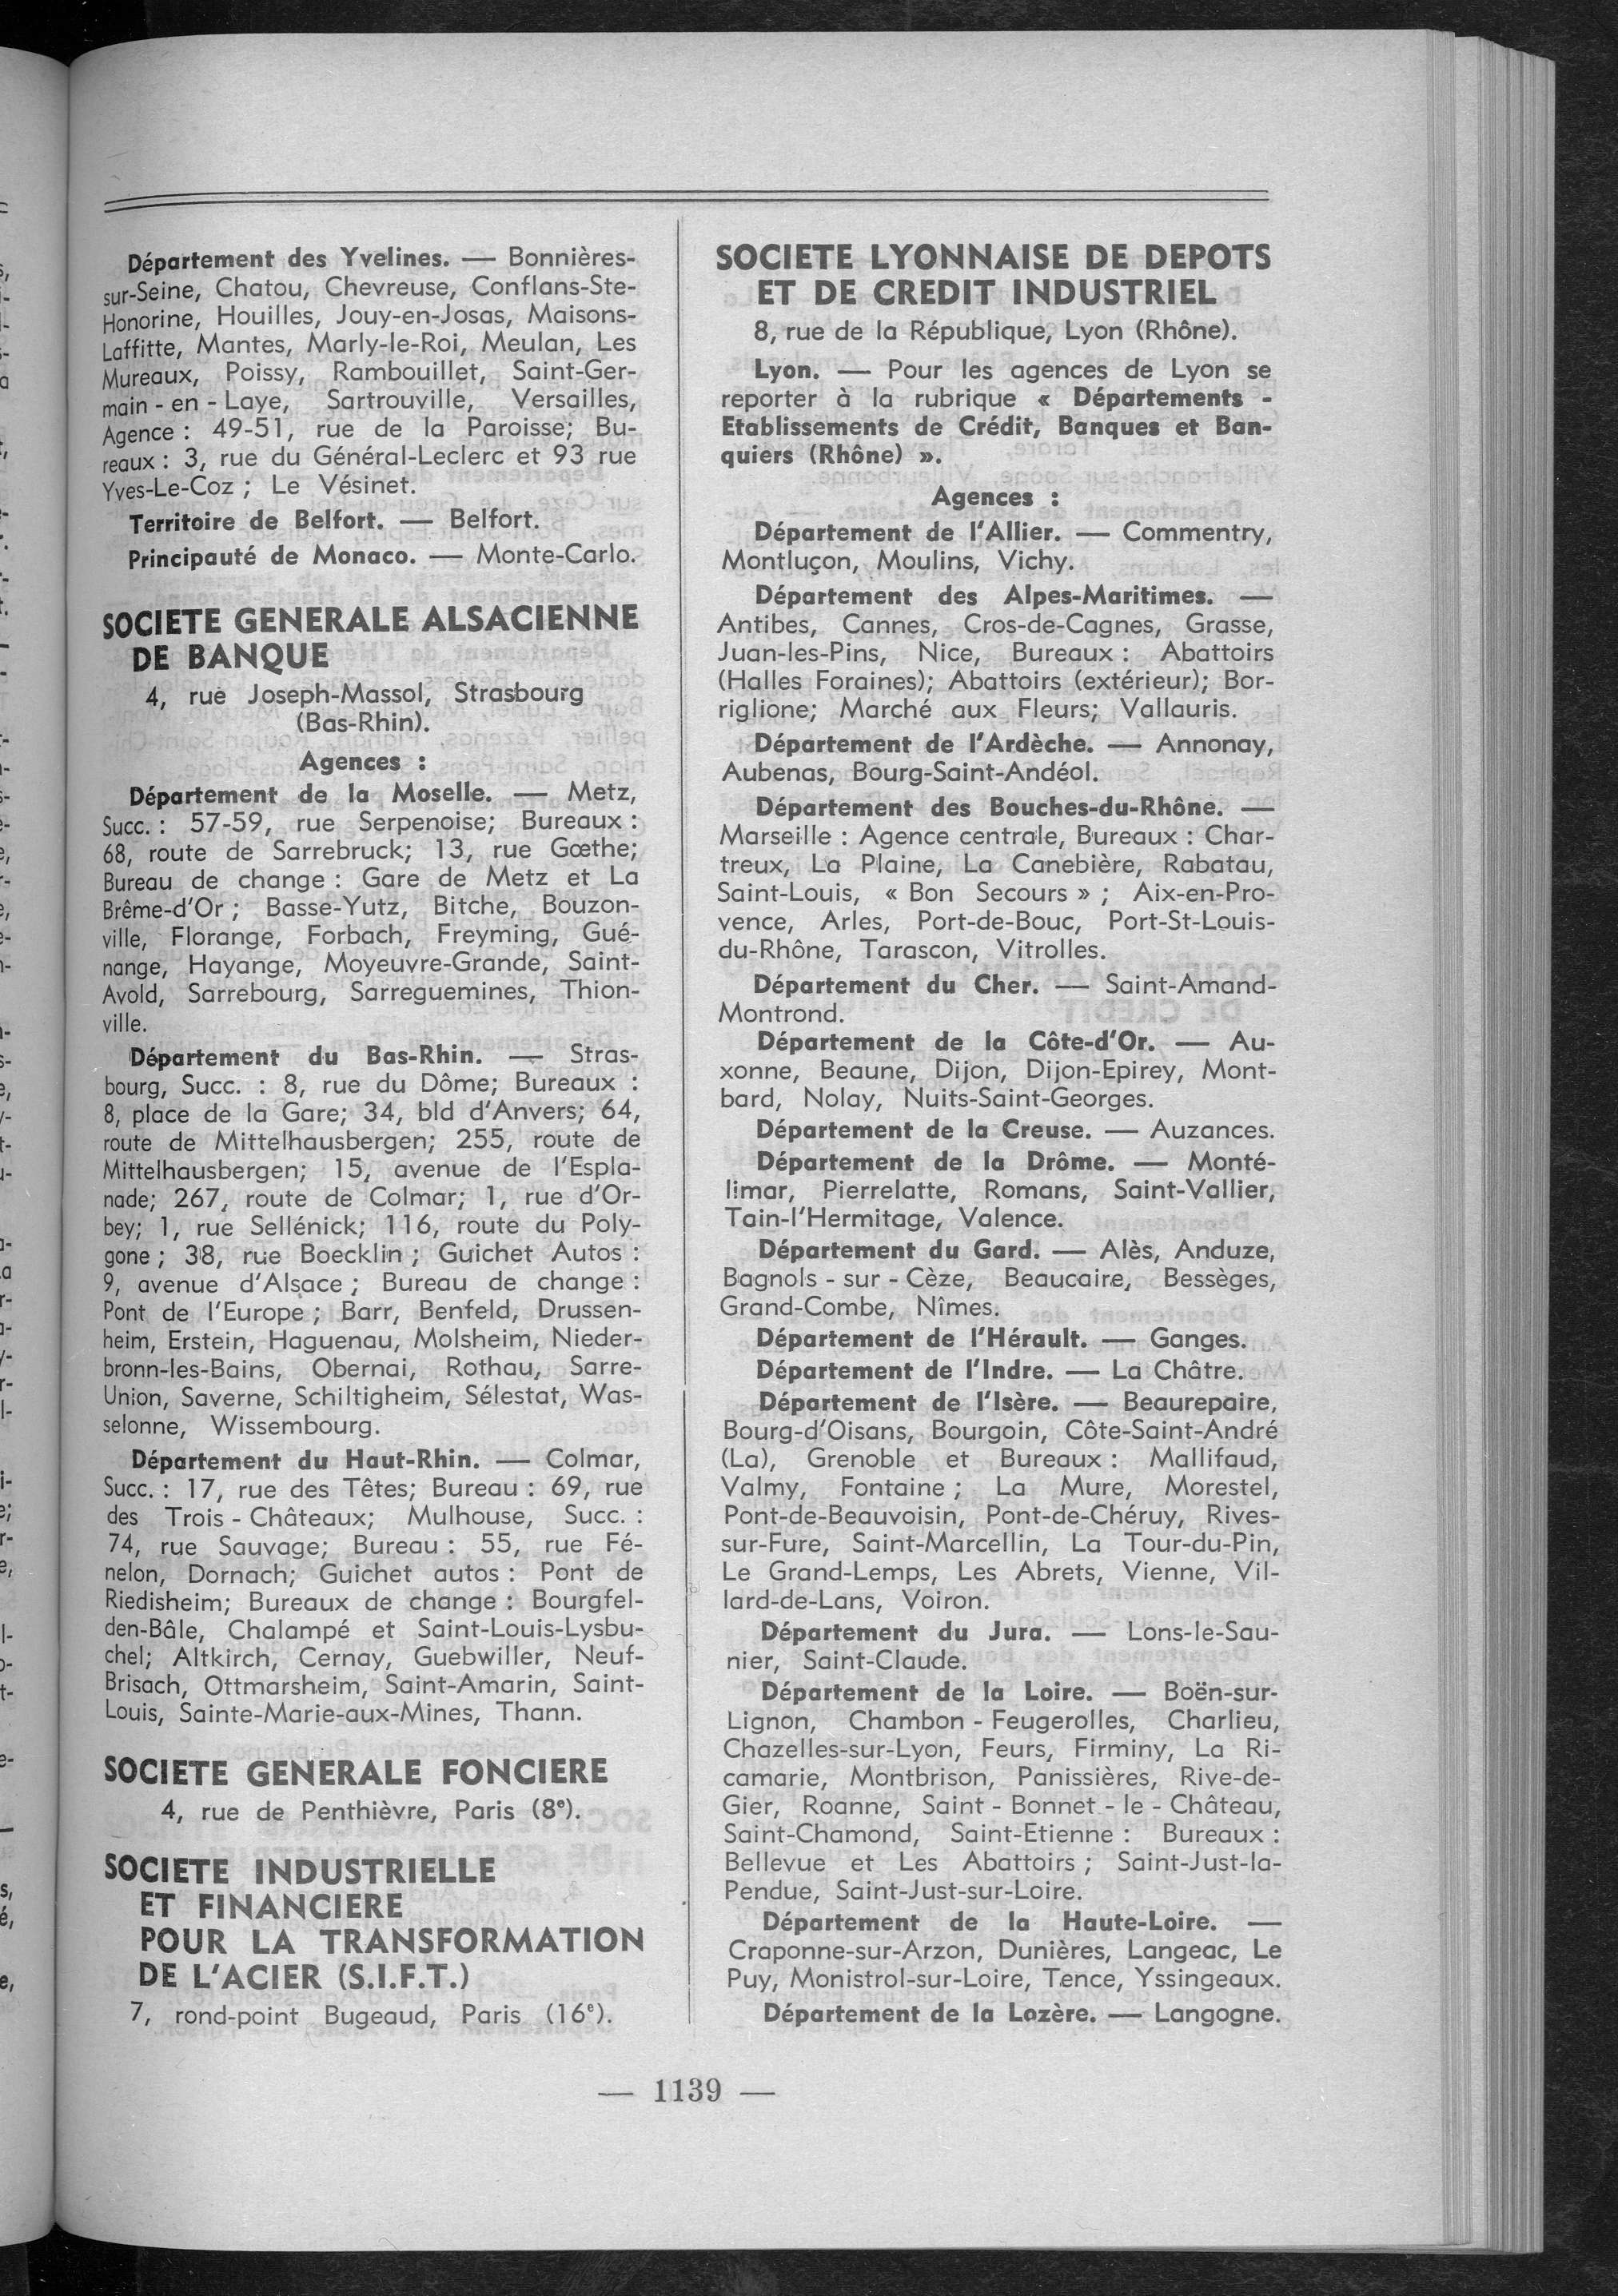 Département des Yvelines. — Bonnières-
sur-Seine, Chatou, Chevreuse, Conflans-Ste-
Honorine, Houilles, Jouy-en-Josas, Maisons-
Laffitte, Mantes, Marly-le-Roi, Meulan, Les
Mureaux, Poissy, Rambouillet, Saint-Ger-
main - en - Laye, Sartrouville, Versailles,
Agence : 49-51, rue de la Paroisse; Bu-
reaux : 3, rue du Général-Leclerc et 93 rue
Yves-Le-Coz ; Le Vésinet.
Territoire de Belfort. — Belfort.
Principauté de Monaco. — Monte-Carlo.
SOCIETE GENERALE ALSACIENNE
DE BANQUE
4, rue Joseph-Massol, Strasbourg
(Bas-Rhin).
Agences :
Département de la Moselle. — Metz,
Succ. : 57-59, rue Serpenoise; Bureaux :
68, route de Sarrebruck; 13, rue Gœthe;
Bureau de change : Gare de Metz et La
Brême-d'Or ; Basse-Yutz, Bitche, Bouzon-
ville, Florange, Forbach, Freyming, Gué-
nange, Hayange, Moyeuvre-Grande, Saint-
Avold, Sarrebourg, Sarreguemines, Thion-
ville.
Département du Bas-Rhin. — Stras-
bourg, Succ. : 8, rue du Dôme; Bureaux :
8, place de la Gare; 34, bld d'Anvers; 64,
route de Mittelhausbergen; 255, route de
Mittelhausbergen; 15, avenue de l'Espla-
nade; 267, route de Colmar; 1, rue d'Or-
bey; 1, rue Sellénick; 116, route du Poly-
gone ; 38, rue Boecklin ; Guichet Autos :
9, avenue d'Alsace ; Bureau de change :
Pont de l'Europe ; Barr, Benfeld, Drussen-
heim, Erstein, Haguenau, Molsheim, Nieder-
bronn-les-Bains, Obernai, Rothau, Sarre-
Union, Saverne, Schiltigheim, Sélestat, Was-
selonne, Wissembourg.
Département du Haut-Rhin. — Colmar,
Succ. : 17, rue des Têtes; Bureau : 69, rue
des Trois - Châteaux; Mulhouse, Succ. :
74, rue Sauvage; Bureau : 55, rue Fé-
nelon, Dornach; Guichet autos : Pont de
Riedisheim; Bureaux de change : Bourgfel-
den-Bâle, Chalampé et Saint-Louis-Lysbu-
chel; Altkirch, Cernay, Guebwiller, Neuf-
Brisach, Ottmarsheim, Saint-Amarin, Saint-
Louis, Sainte-Marie-aux-Mines, Thann.
SOCIETE GENERALE FONCIERE
4, rue de Penthièvre, Paris (8e).
SOCIETE INDUSTRIELLE
ET FINANCIERE
POUR LA TRANSFORMATION
DE L'ACIER (S.I.F.T.)
7, rond-point Bugeaud, Paris (16e).
SOCIETE LYONNAISE DE DEPOTS
ET DE CREDIT INDUSTRIEL
8, rue de la République, Lyon (Rhône).
Lyon. — Pour les agences de Lyon se
reporter à la rubrique « Départements -
Etablissements de Crédit, Banques et Ban-
quiers (Rhône) ».
Agences :
Département de l'Allier. — Commentry,
Montluçon, Moulins, Vichy.
Département des Alpes-Maritimes. —
Antibes, Cannes, Cros-de-Cagnes, Grasse,
Juan-les-Pins, Nice, Bureaux : Abattoirs
(Halles Foraines); Abattoirs (extérieur); Bor-
riglione; Marché aux Fleurs; Vallauris.
Département de l'Ardèche. — Annonay,
Aubenas, Bourg-Saint-Andéol.
Département des Bouches-du-Rhône. —
Marseille : Agence centrale, Bureaux : Char-
treux, La Plaine, La Canebière, Rabatau,
Saint-Louis, « Bon Secours » ; Aix-en-Pro-
vence, Arles, Port-de-Bouc, Port-St-Louis-
du-Rhône, Tarascon, Vitrolles.
Département du Cher. — Saint-Amand-
Montrond.
Département de la Côte-d'Or. — Au-
xonne, Beaune, Dijon, Dijon-Epirey, Mont-
bard, Nolay, Nuits-Saint-Georges.
Département de la Creuse. — Auzances.
Département de la Drôme. — Monté-
limar, Pierrelatte, Romans, Saint-Vallier,
Tain-l'Hermitage, Valence.
Département du Gard. — Alès, Anduze,
Bagnols - sur - Cèze, Beaucaire, Bessèges,
Grand-Combe, Nîmes.
Département de l'Hérault. — Ganges.
Département de l'Indre. — La Châtre.
Département de l'Isère. — Beaurepaire,
Bourg-d'Oisans, Bourgoin, Côte-Saint-André
(La), Grenoble et Bureaux : Mallifaud,
Valmy, Fontaine ; La Mure, Morestel,
Pont-de-Beauvoisin, Pont-de-Chéruy, Rives-
sur-Fure, Saint-Marcellin, La Tour-du-Pin,
Le Grand-Lemps, Les Abrets, Vienne, Vil-
lard-de-Lans, Voiron.
Département du Jura. — Lons-le-Sau-
nier, Saint-Claude.
Département de la Loire. — Boën-sur-
Lignon, Chambon - Feugerolles, Charlieu,
Chazelles-sur-Lyon, Feurs, Firminy, La Ri-
camarie, Montbrison, Panissières, Rive-de-
Gier, Roanne, Saint - Bonnet - le - Château,
Saint-Chamond, Saint-Etienne : Bureaux :
Bellevue et Les Abattoirs ; Saint-Just-la-
Pendue, Saint-Just-sur-Loire.
Département de la Haute-Loire. —
Craponne-sur-Arzon, Dunières, Langeac, Le
Puy, Monistrol-sur-Loire, Tence, Yssingeaux.
Département de la Lozère. — Langogne.
— 1139 —